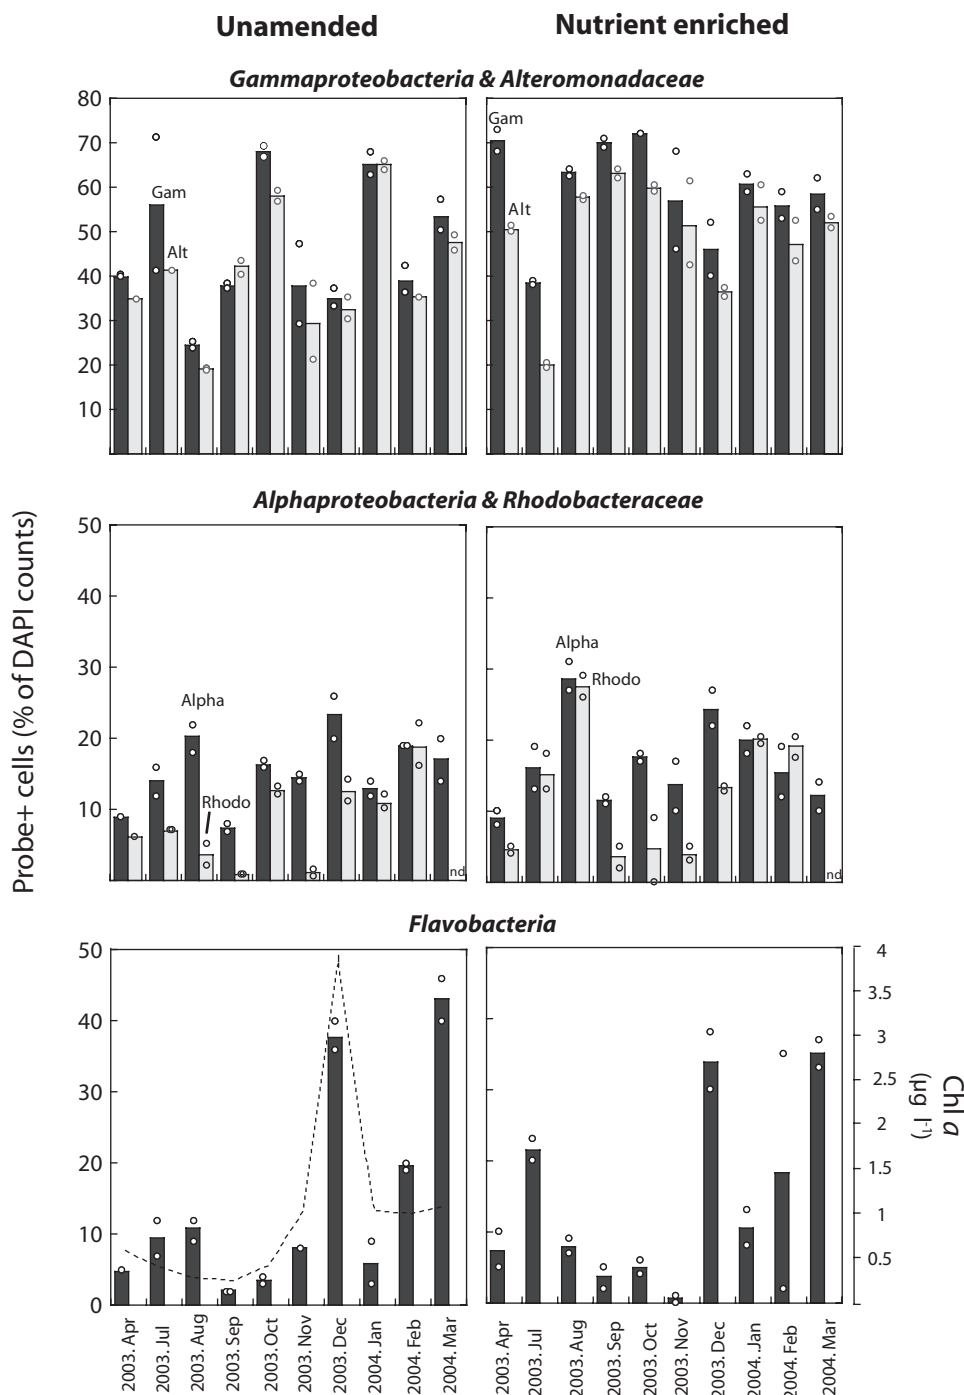 Unamended
Nutrient enriched
Gammaproteobacteria & Alteromonadaceae
80
70
60
50
40
30
20
10
Gam
Alt
Gam
Alt
Probe+ cells (% of DAPI counts)
Alphaproteobacteria & Rhodobacteraceae
50
40
30
20
10
Alpha
Rhodo
nd
Alpha
Rhodo
nd
Flavobacteria
50
40
30
20
10
0
4
3.5
3
2.5
2
1.5
1
0.5
0
Chl a
(µg l-1)
2003. Apr
2003. Jul
2003. Aug
2003. Sep
2003. Oct
2003. Nov
2003. Dec
2004. Jan
2004. Feb
2004. Mar
2003. Apr
2003. Jul
2003. Aug
2003. Sep
2003. Oct
2003. Nov
2003. Dec
2004. Jan
2004. Feb
2004. Mar